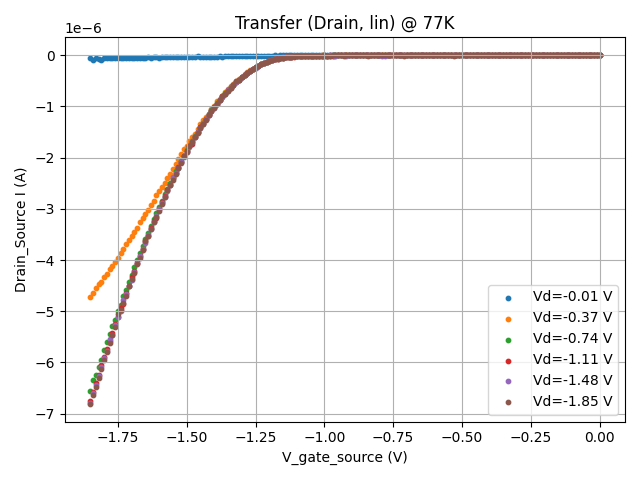 Transfer (Drain, lin) @ 77K
1e−6
0
−1
−2
−3
−4
−5
−6
−7
Drain_Source I (A)
Vd=-0.01 V
Vd=-0.37 V
Vd=-0.74 V
Vd=-1.11 V
Vd=-1.48 V
Vd=-1.85 V
−1.75 −1.50 −1.25 −1.00 −0.75 −0.50 −0.25 0.00
V_gate_source (V)